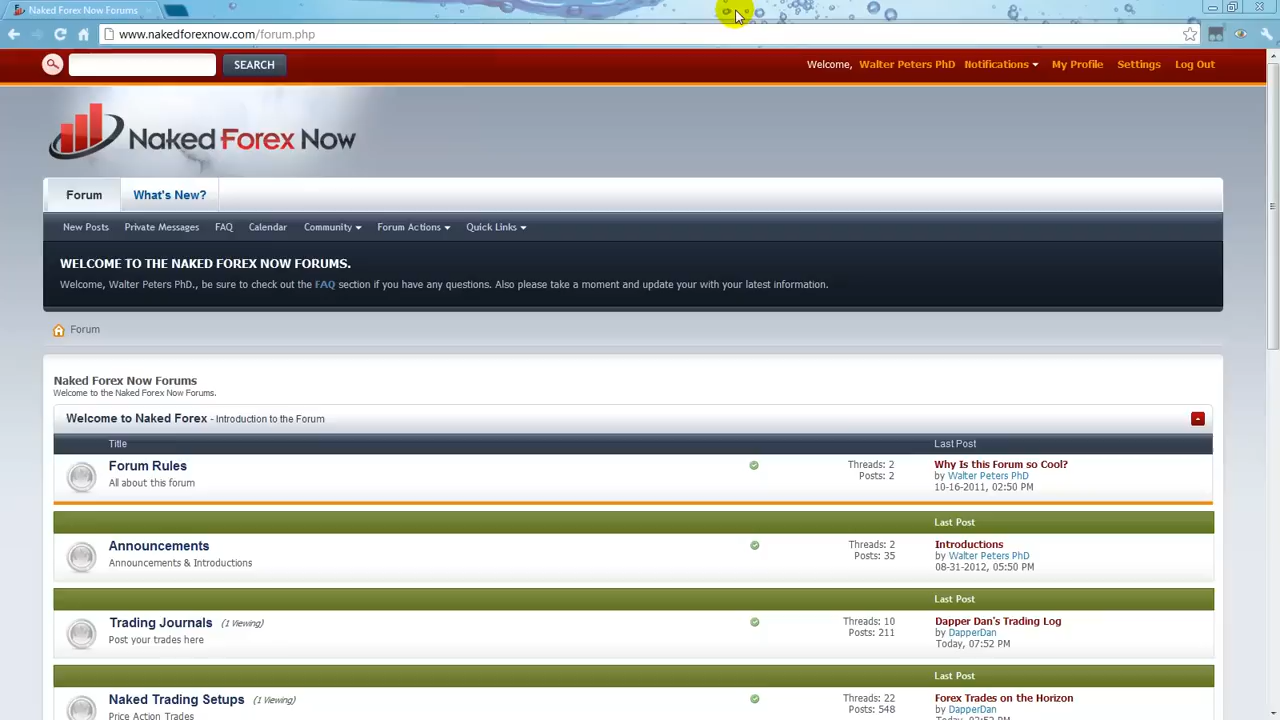 Naked Forex Now Forums
www.nakedforexnow.com/forum.php
SEARCH
Welcome, Walter Peters PhD Notifications My Profile Settings Log Out
Naked Forex Now
Forum What's New?
New Posts Private Messages FAQ Calendar Community Forum Actions Quick Links
WELCOME TO THE NAKED FOREX NOW FORUMS.
Welcome, Walter Peters PhD., be sure to check out the FAQ section if you have any questions. Also please take a moment and update your with your latest information.
Forum
Naked Forex Now Forums
Welcome to the Naked Forex Now Forums.
Welcome to Naked Forex - Introduction to the Forum
Title Last Post
Forum Rules Threads: 2 Why Is this Forum so Cool?
All about this forum Posts: 2 by Walter Peters PhD
10-16-2011, 02:50 PM
Last Post
Announcements Threads: 2 Introductions
Announcements & Introductions Posts: 35 by Walter Peters PhD
08-31-2012, 05:50 PM
Last Post
Trading Journals (1 Viewing) Threads: 10 Dapper Dan's Trading Log
Post your trades here Posts: 211 by DapperDan
Today, 07:52 PM
Last Post
Naked Trading Setups (1 Viewing) Threads: 22 Forex Trades on the Horizon
Price Action Trades Posts: 548 by DapperDan
Today, 07:52 PM